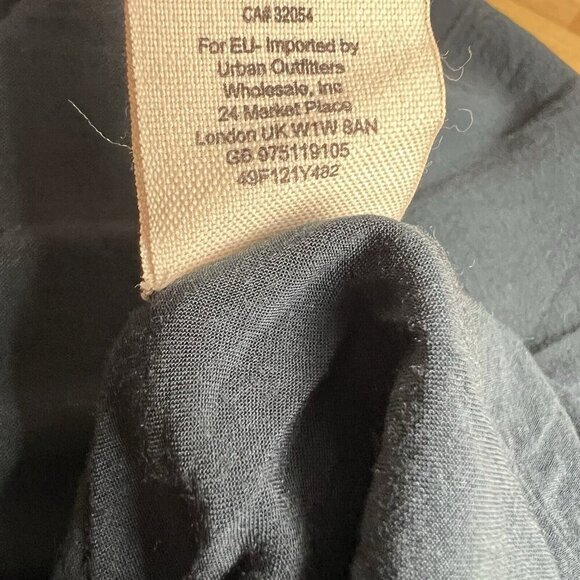 CA# 32054
For EU- Imported by
Urban Outfitters
Wholesale, Inc
24 Market Place
London UK W1W 8AN
GB 975119105
49F121Y482